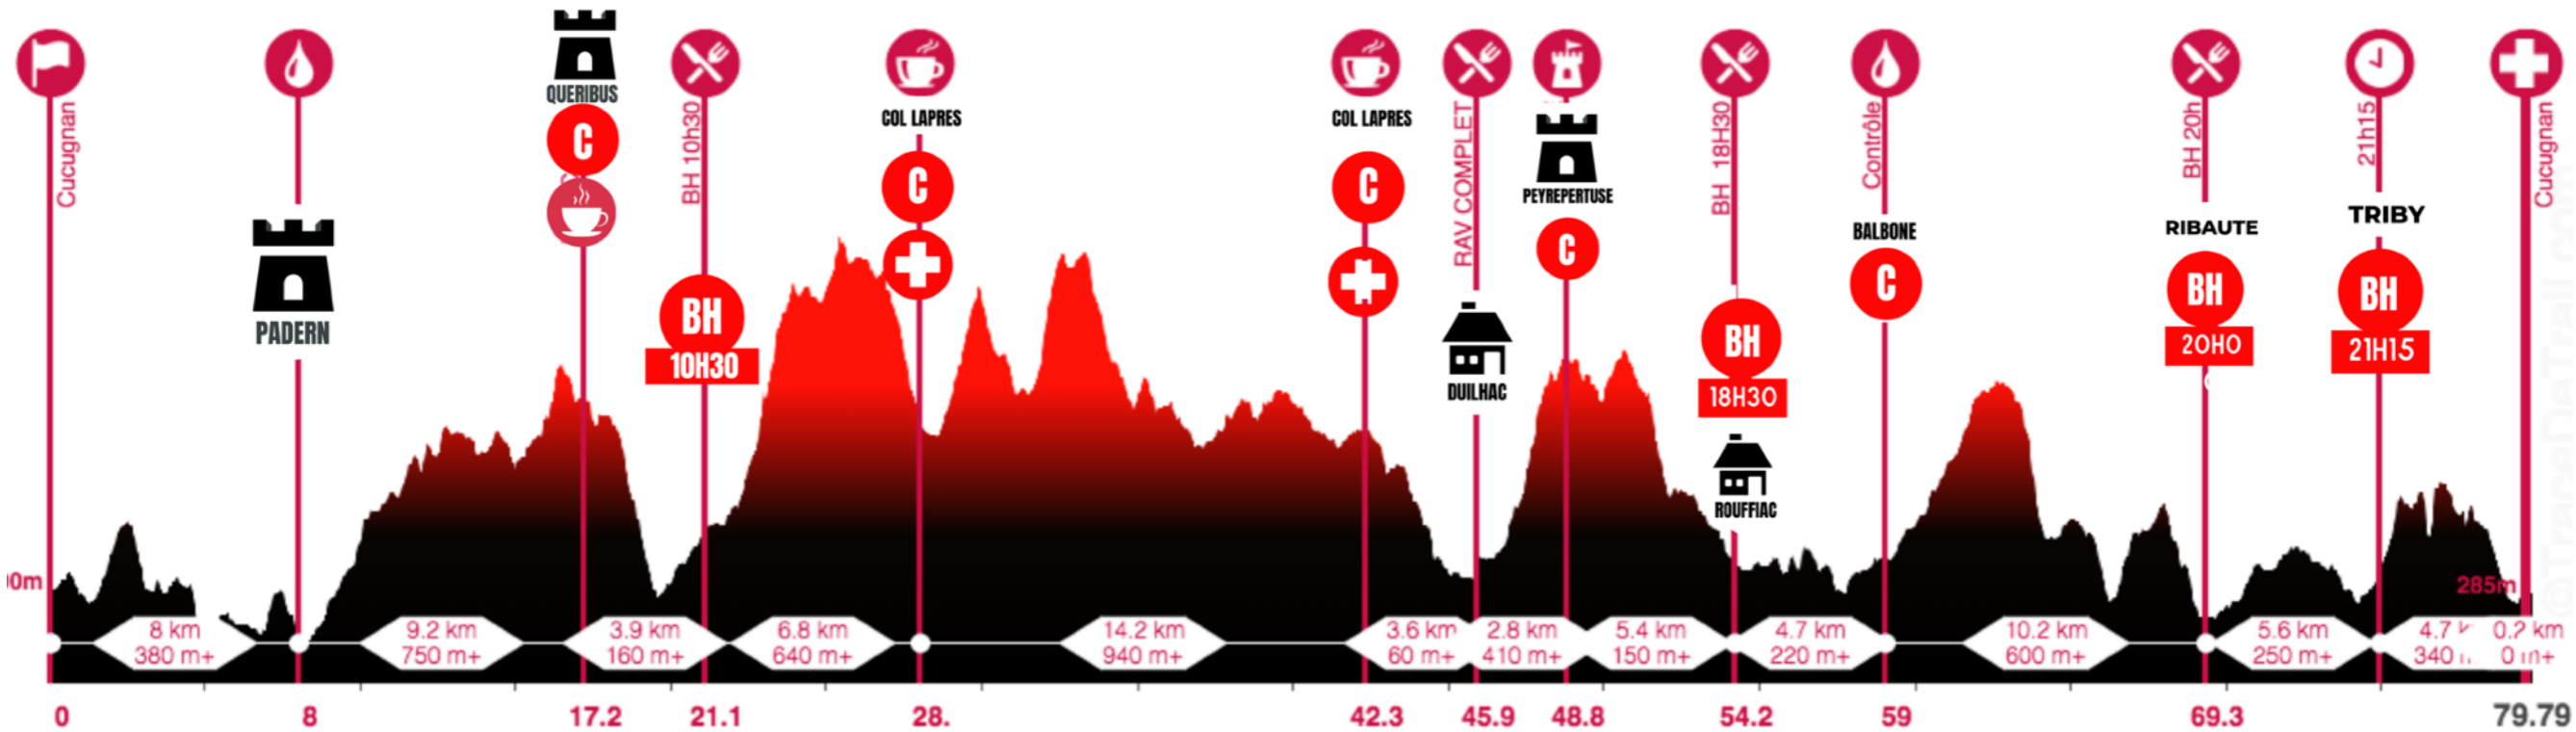 Cucugnan
PADERN
QUERIBUS
C
BH 10h30
BH
10H30
COL LAPRES
C
COL LAPRES
C
RAV COMPLET
DUILHAC
PEYREPERTUSE
C
BH 18H30
BH
18H30
ROUFFIAC
Contrôle
BALBONE
C
BH 20h
RIBAUTE
BH
20H0
21h15
TRIBY
BH
21H15
Cucugnan
0m
285m
8 km
380 m+
9.2 km
750 m+
3.9 km
160 m+
6.8 km
640 m+
14.2 km
940 m+
3.6 km
60 m+
2.8 km
410 m+
5.4 km
150 m+
4.7 km
220 m+
10.2 km
600 m+
5.6 km
250 m+
4.7
340
0.2 km
0 m+
0
8
17.2
21.1
28.
42.3
45.9
48.8
54.2
59
69.3
79.79
@TraceDeTrail.com